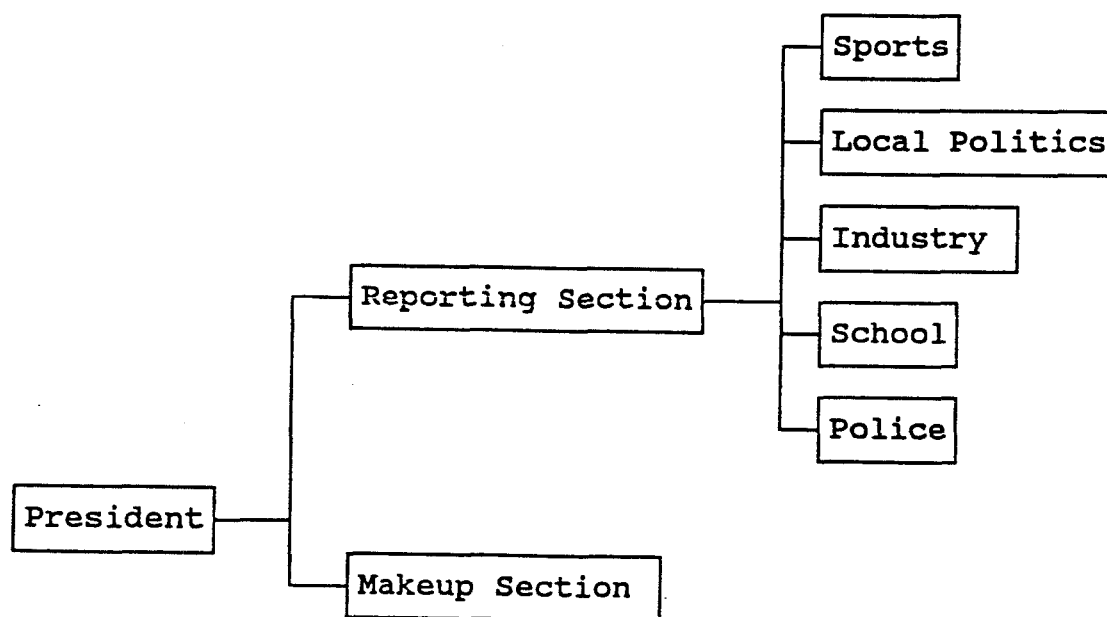 Sports
Local Politics
Industry
Reporting Section
School
Police
President
Makeup Section